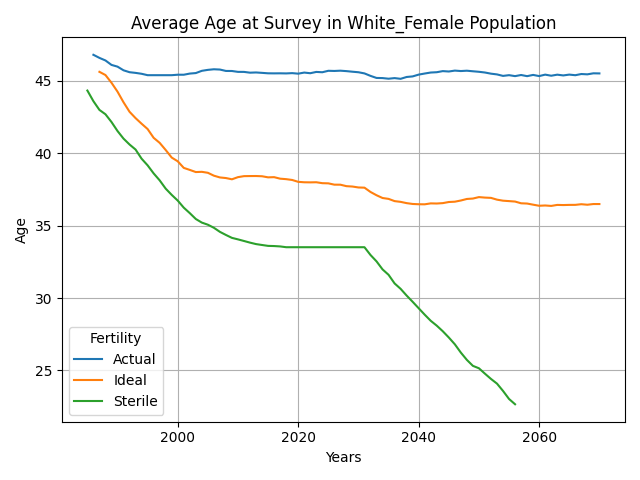 Average Age at Survey in White_Female Population
45
40
35
30
25
Age
Fertility
Actual
Ideal
Sterile
2000 2020 2040 2060
Years